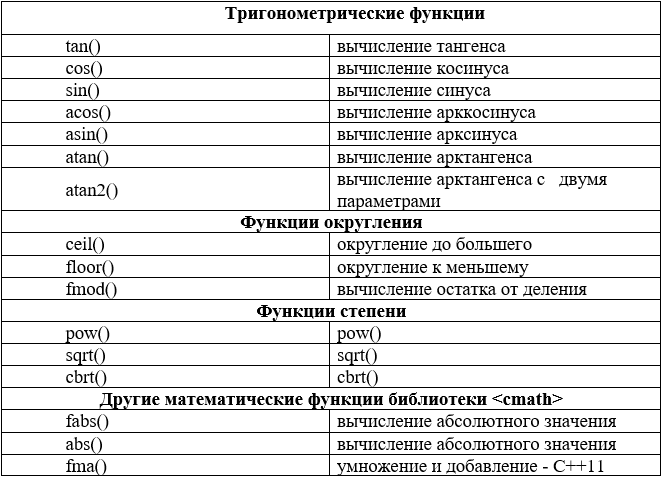 Тригонометрические функции
tan() вычисление тангенса
cos() вычисление косинуса
sin() вычисление синуса
acos() вычисление арккосинуса
asin() вычисление арксинуса
atan() вычисление арктангенса
atan2() вычисление арктангенса с двумя
параметрами
Функции округления
ceil() округление до большего
floor() округление к меньшему
fmod() вычисление остатка от деления
Функции степени
pow() pow()
sqrt() sqrt()
cbrt() cbrt()
Другие математические функции библиотеки <cmath>
fabs() вычисление абсолютного значения
abs() вычисление абсолютного значения
fma() умножение и добавление - C++11